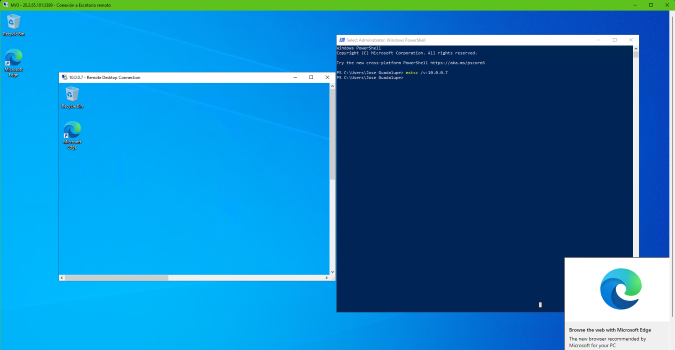 MV3 - 20.2.65.191:3389 - Conexión a Escritorio remoto
Recycle Bin
Microsoft
Edge
10.0.0.7 - Remote Desktop Connection
Recycle Bin
Microsoft
Edge
Select Administrator: Windows PowerShell
Windows PowerShell
Copyright (C) Microsoft Corporation. All rights reserved.
Try the new cross-platform PowerShell https://aka.ms/pscore6
PS C:\Users\Jose Guadalupe> mstsc /v:10.0.0.7
PS C:\Users\Jose Guadalupe>
Browse the web with Microsoft Edge
The new browser recommended by
Microsoft for your PC